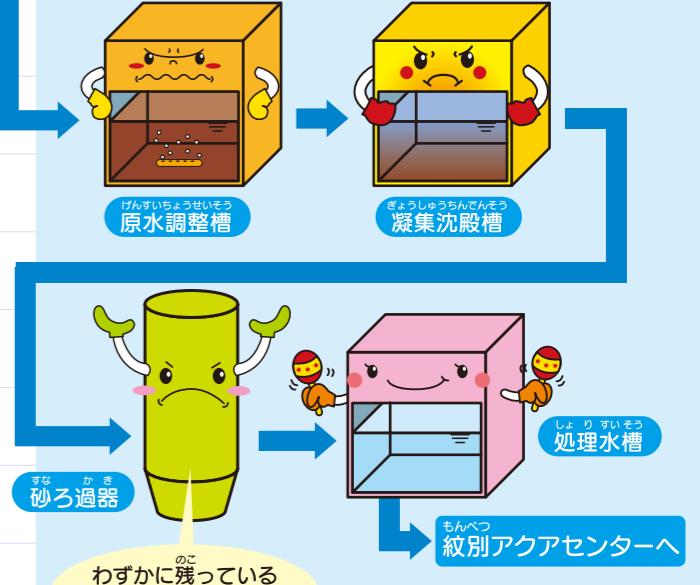 げんすいちょうせいそう
原水調整槽
ぎょうしゅうちんでんそう
凝集沈殿槽
すな かき
砂ろ過器
しょりすいそう
処理水槽
もんべつ
紋別アクアセンターへ
のこ
わずかに残っている